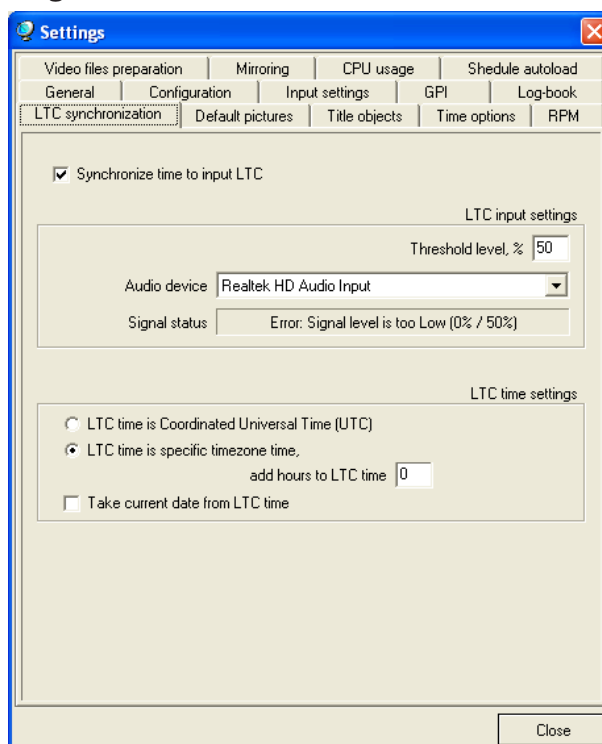 Settings
Video files preparation Mirroring CPU usage Shedule autoload
General Configuration Input settings GPI Log-book
LTC synchronization Default pictures Title objects Time options RPM
Synchronize time to input LTC
LTC input settings
Threshold level, % 50
Audio device Realtek HD Audio Input
Signal status Error: Signal level is too Low (0% / 50%)
LTC time settings
LTC time is Coordinated Universal Time (UTC)
LTC time is specific timezone time,
add hours to LTC time 0
Take current date from LTC time
Close